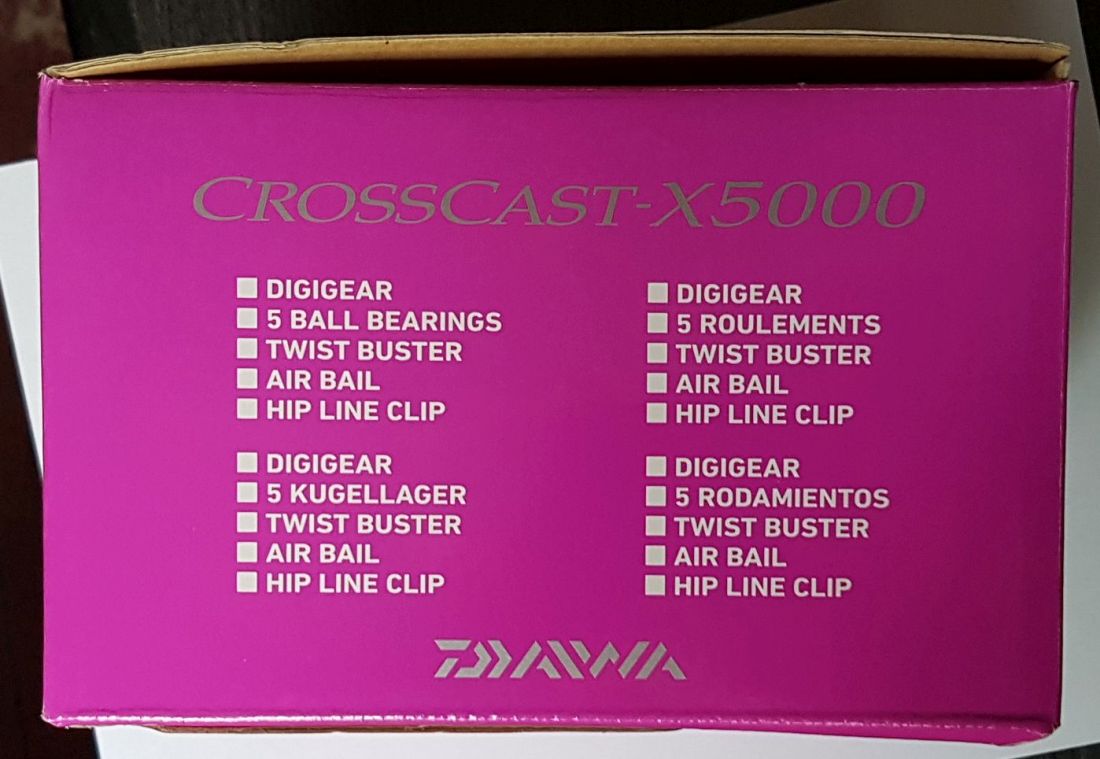 CROSSCAST-X5000
DIGIGEAR
5 BALL BEARINGS
TWIST BUSTER
AIR BAIL
HIP LINE CLIP
DIGIGEAR
5 ROULEMENTS
TWIST BUSTER
AIR BAIL
HIP LINE CLIP
DIGIGEAR
5 KUGELLAGER
TWIST BUSTER
AIR BAIL
HIP LINE CLIP
DIGIGEAR
5 RODAMIENTOS
TWIST BUSTER
AIR BAIL
HIP LINE CLIP
DAIWA